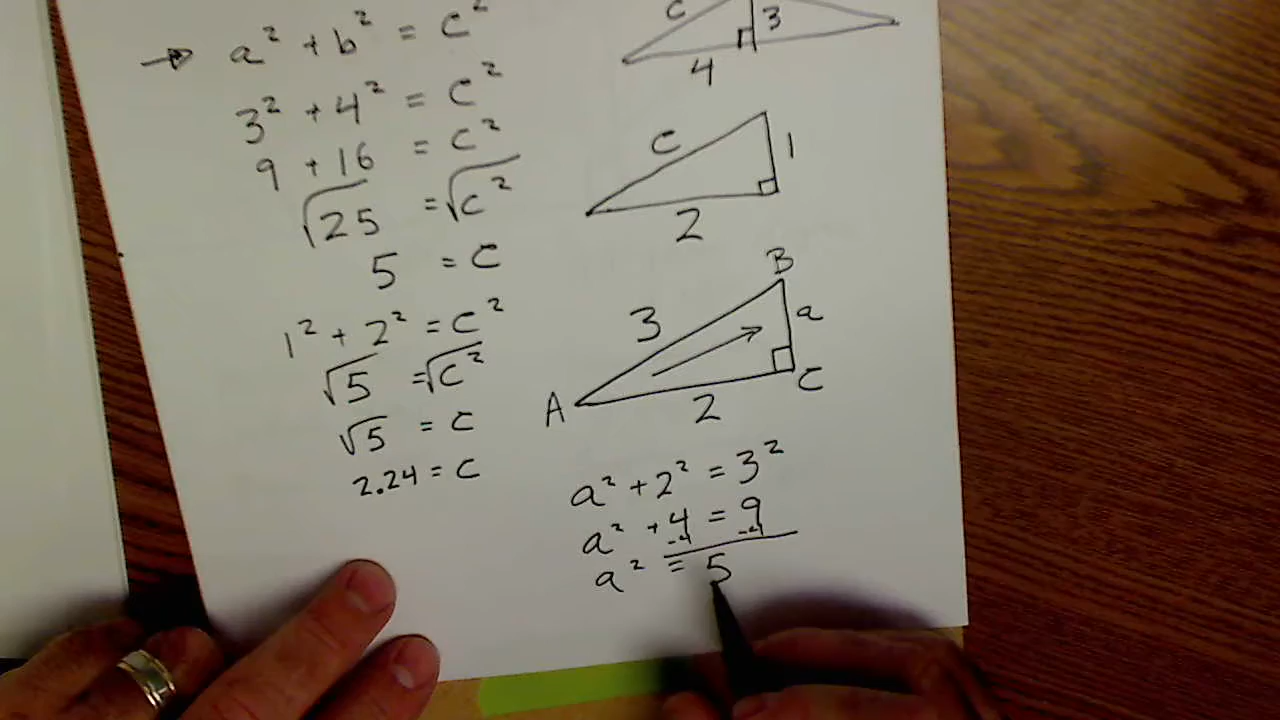 a² + b² = c²
3² + 4² = c²
9 + 16 = c²
√25 = √c²
5 = c
1² + 2² = c²
√5 = √c²
√5 = c
2.24 = c
c
3
4
c
1
2
B
3
a
A
2
C
a² + 2² = 3²
a² + 4 = 9
-4 -4
a² = 5